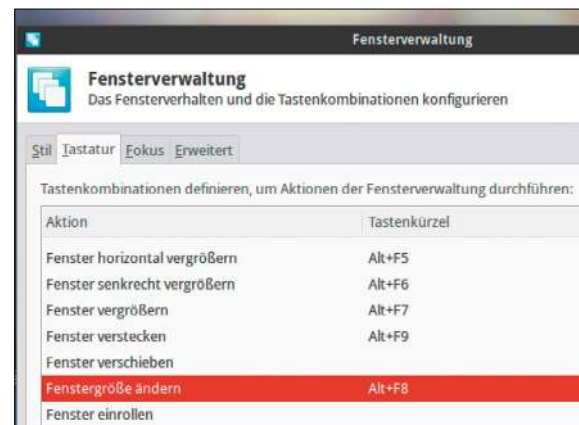 Fensterverwaltung
Fensterverwaltung
Das Fensterverhalten und die Tastenkombinationen konfigurieren
Stil Tastatur Fokus Erweitert
Tastenkombinationen definieren, um Aktionen der Fensterverwaltung durchführen:
Aktion Tastenkürzel
Fenster horizontal vergrößern Alt+F5
Fenster senkrecht vergrößern Alt+F6
Fenster vergrößern Alt+F7
Fenster verstecken Alt+F9
Fenster verschieben
Fenstergröße ändern Alt+F8
Fenster einrollen